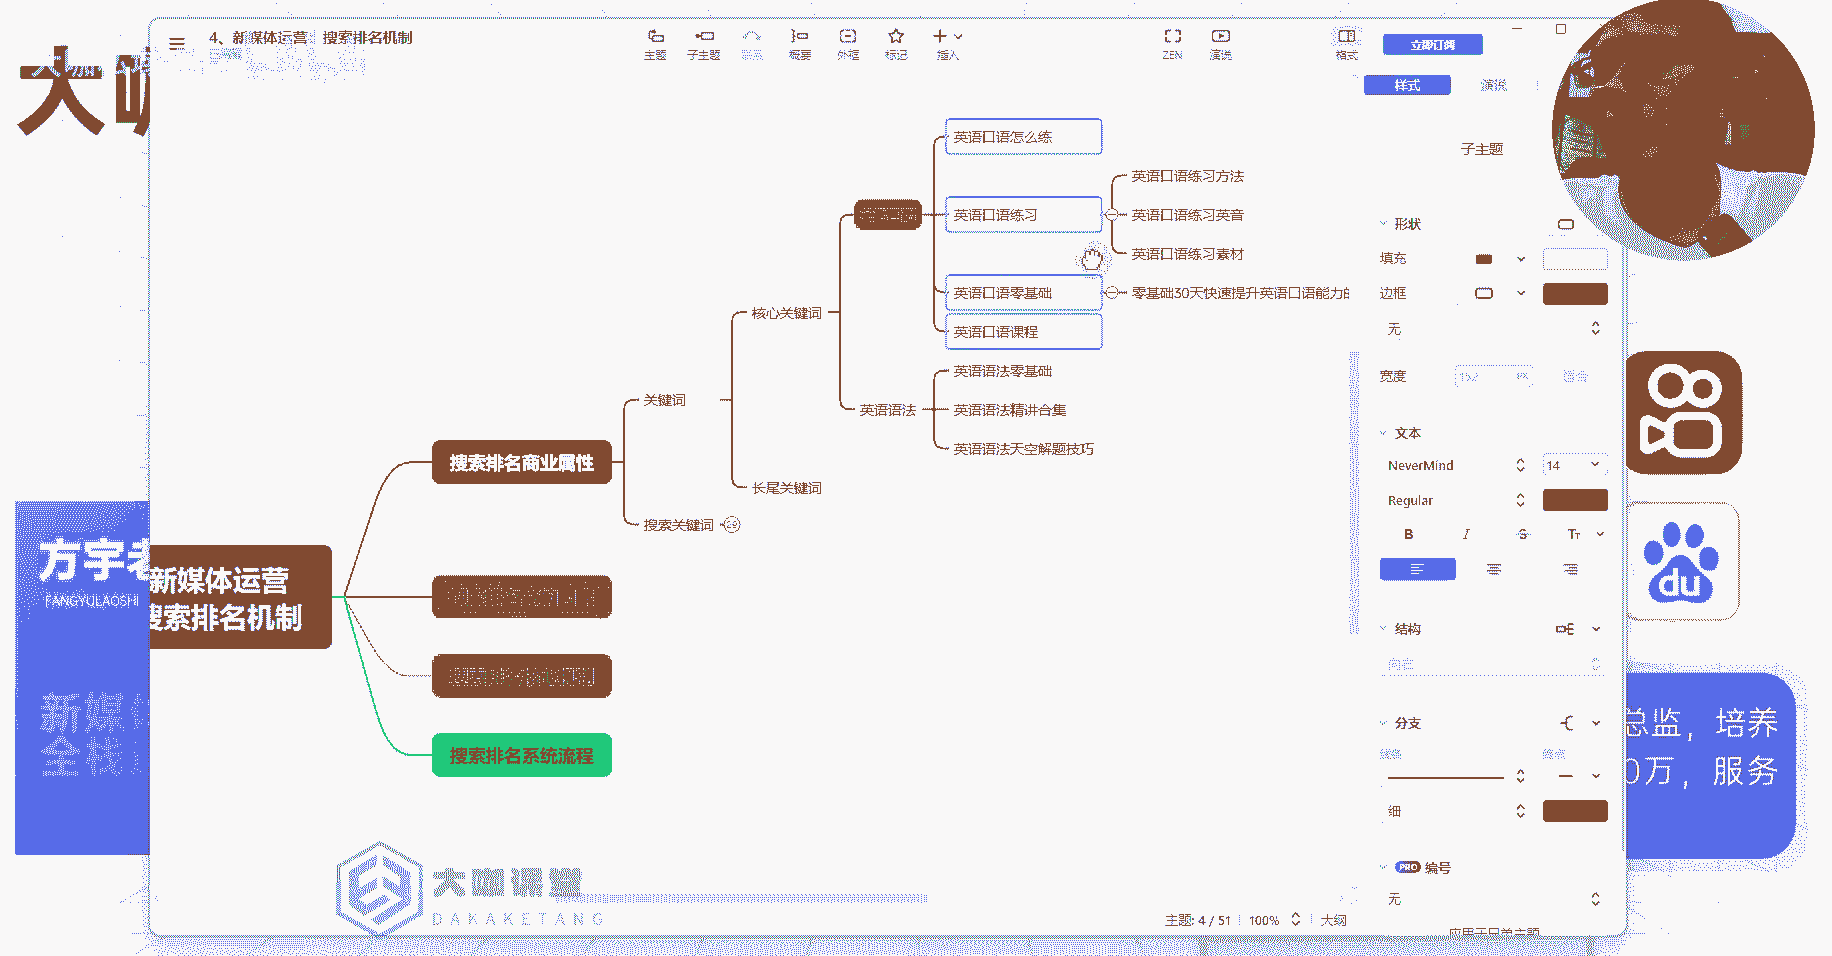 4、新媒体运营 搜索排名机制
主题
子主题
概要
外框
标记
插入
ZEN
演说
格式
立即订阅
样式
演说
子主题
形状
填充
边框
无
宽度
文本
NeverMind
14
Regular
B
I
S
TT
结构
分支
细
PRO 编号
无
应用于只单主题
英语口语怎么练
英语口语练习
英语口语练习方法
英语口语练习英音
英语口语练习素材
英语口语零基础
零基础30天快速提升英语口语能力的
英语口语课程
核心关键词
英语语法
英语语法零基础
英语语法精讲合集
英语语法天空解题技巧
关键词
长尾关键词
搜索排名商业属性
搜索关键词
29
新媒体运营
搜索排名机制
搜索排名系统流程
大咖
方宇老
FANGYULAOSHI
新媒体
全栈
du
总监，培养
0万，服务
大咖课堂
DAKAKETANG
主题: 4 / 51
100%
大纲